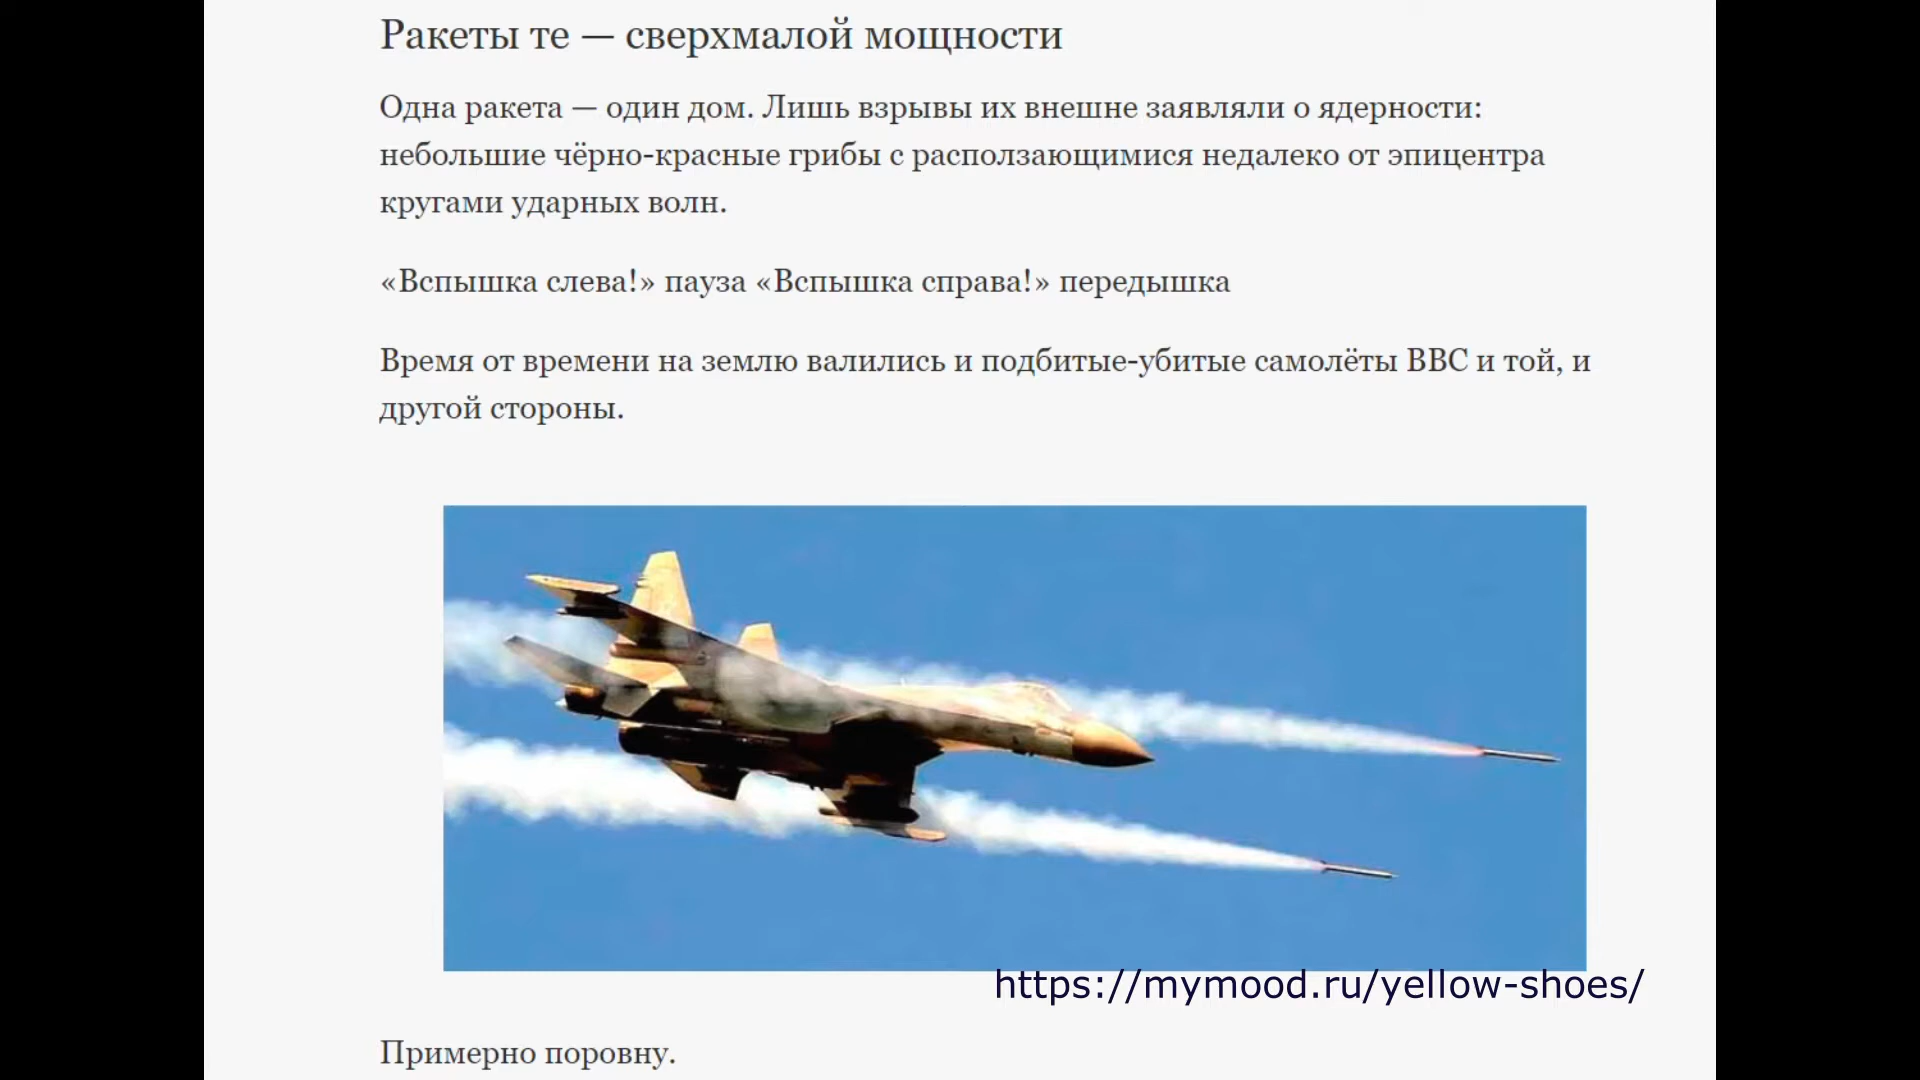 Ракеты те — сверхмалой мощности
Одна ракета — один дом. Лишь взрывы их внешне заявляли о ядерности:
небольшие чёрно-красные грибы с расползающимися недалеко от эпицентра
кругами ударных волн.
«Вспышка слева!» пауза «Вспышка справа!» передышка
Время от времени на землю валились и подбитые-убитые самолёты ВВС и той, и
другой стороны.
https://mymood.ru/yellow-shoes/
Примерно поровну.